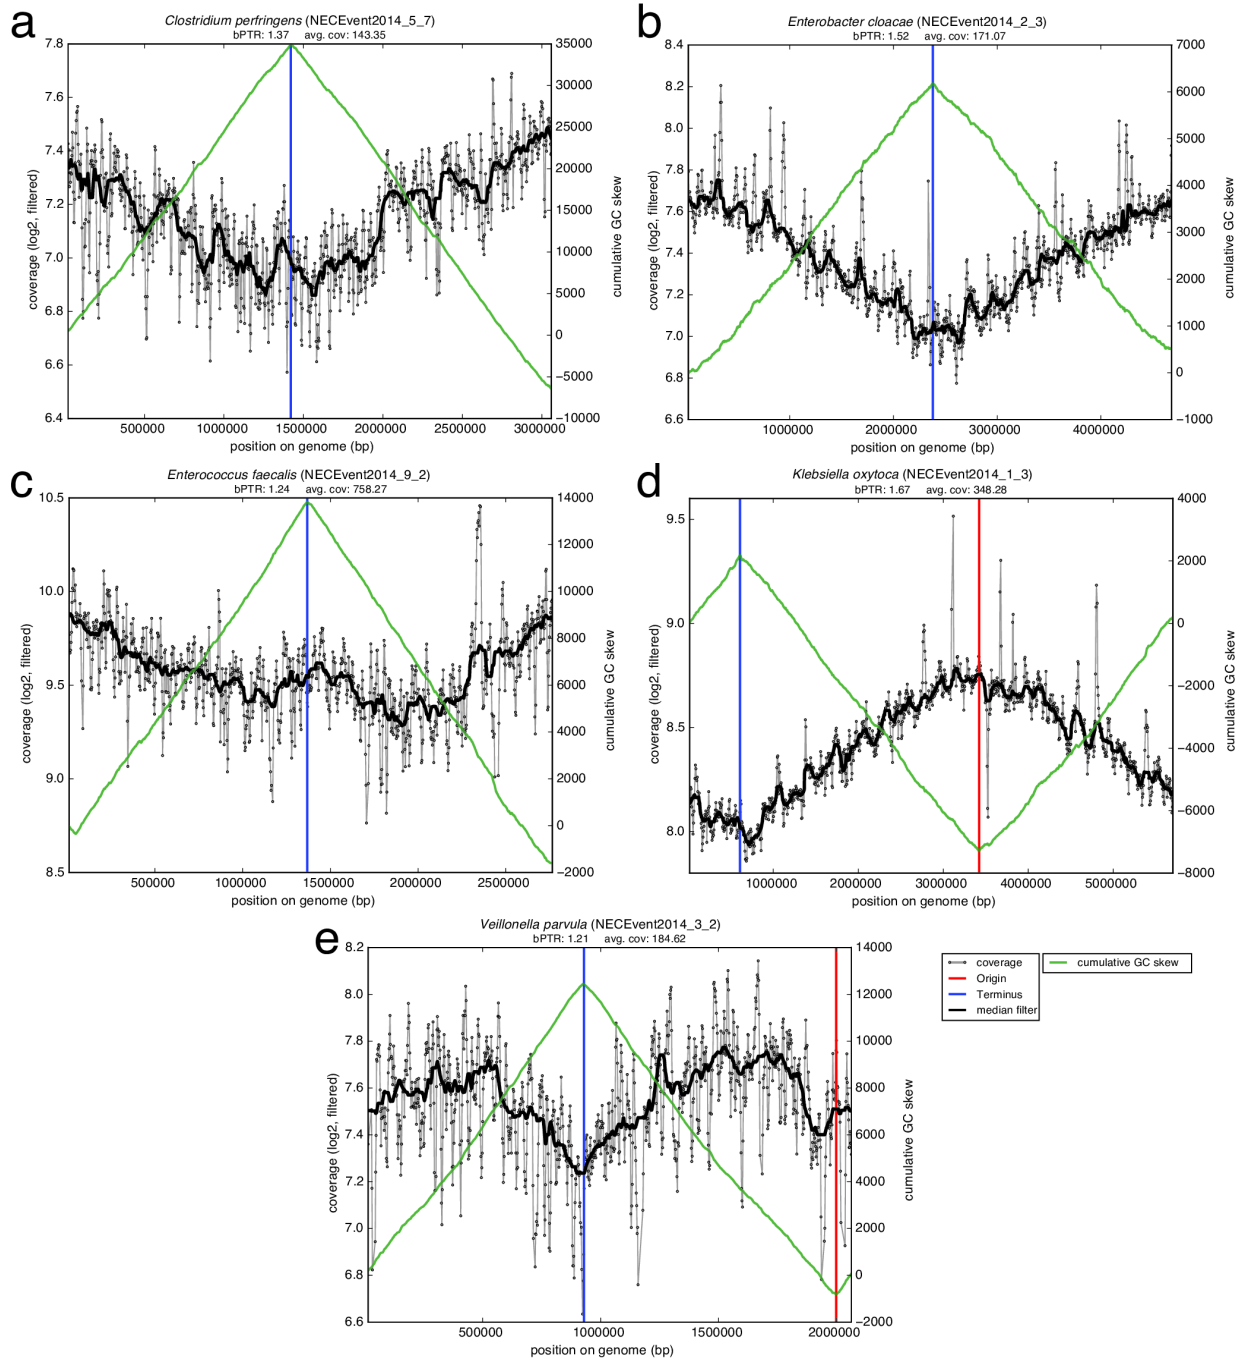 a
Clostridium perfringens (NECEvent2014_5_7)
bPTR: 1.37 avg. cov: 143.35
7.8
7.6
7.4
7.2
7.0
6.8
6.6
6.4
coverage (log2, filtered)
35000
30000
25000
20000
15000
10000
5000
0
−5000
−10000
cumulative GC skew
500000 1000000 1500000 2000000 2500000 3000000
position on genome (bp)
b
Enterobacter cloacae (NECEvent2014_2_3)
bPTR: 1.52 avg. cov: 171.07
8.4
8.2
8.0
7.8
7.6
7.4
7.2
7.0
6.8
6.6
coverage (log2, filtered)
7000
6000
5000
4000
3000
2000
1000
0
−1000
cumulative GC skew
1000000 2000000 3000000 4000000
position on genome (bp)
c
Enterococcus faecalis (NECEvent2014_9_2)
bPTR: 1.24 avg. cov: 758.27
10.5
10.0
9.5
9.0
8.5
coverage (log2, filtered)
14000
12000
10000
8000
6000
4000
2000
0
−2000
cumulative GC skew
500000 1000000 1500000 2000000 2500000
position on genome (bp)
d
Klebsiella oxytoca (NECEvent2014_1_3)
bPTR: 1.67 avg. cov: 348.28
9.5
9.0
8.5
8.0
coverage (log2, filtered)
4000
2000
0
−2000
−4000
−6000
−8000
cumulative GC skew
1000000 2000000 3000000 4000000 5000000
position on genome (bp)
e
Veillonella parvula (NECEvent2014_3_2)
bPTR: 1.21 avg. cov: 184.62
8.2
8.0
7.8
7.6
7.4
7.2
7.0
6.8
6.6
coverage (log2, filtered)
14000
12000
10000
8000
6000
4000
2000
0
−2000
cumulative GC skew
500000 1000000 1500000 2000000
position on genome (bp)
coverage
Origin
Terminus
median filter
cumulative GC skew